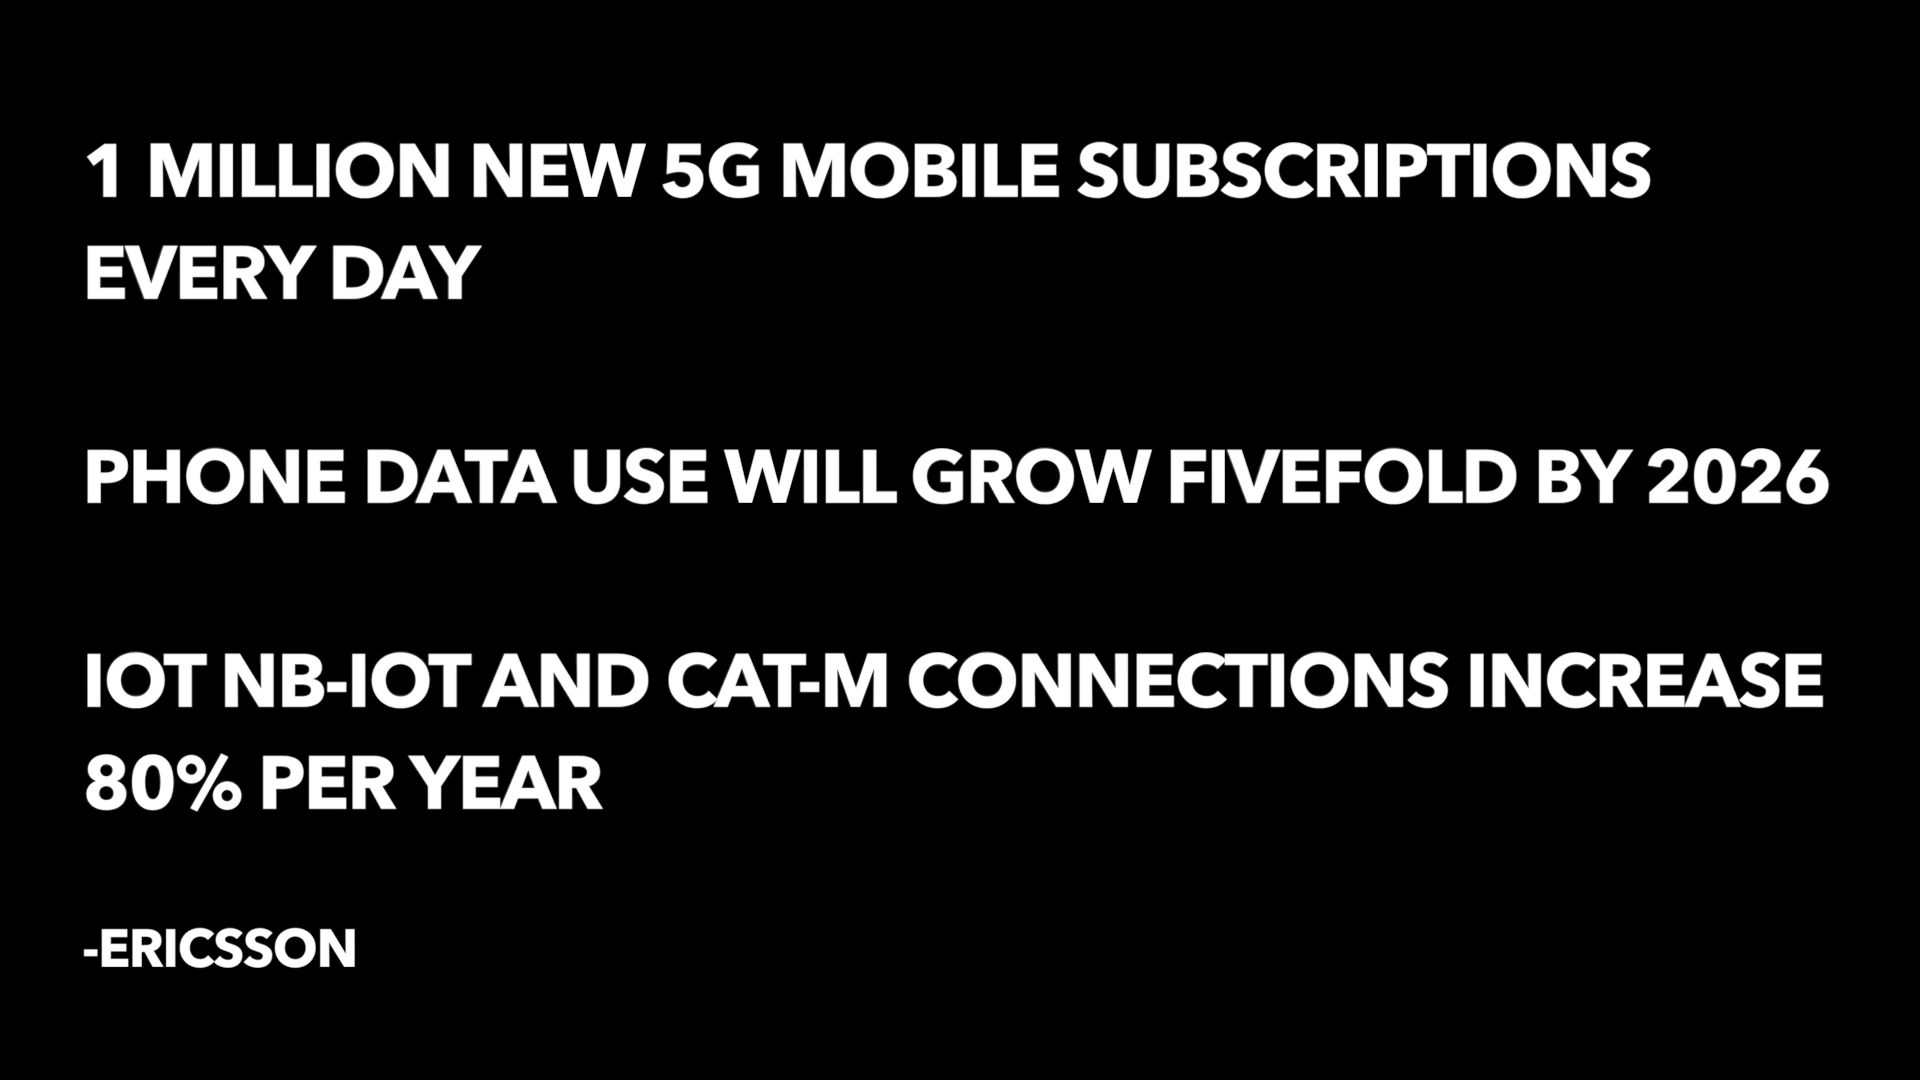 1 MILLION NEW 5G MOBILE SUBSCRIPTIONS
EVERY DAY
PHONE DATA USE WILL GROW FIVEFOLD BY 2026
IOT NB-IOT AND CAT-M CONNECTIONS INCREASE
80% PER YEAR
-ERICSSON